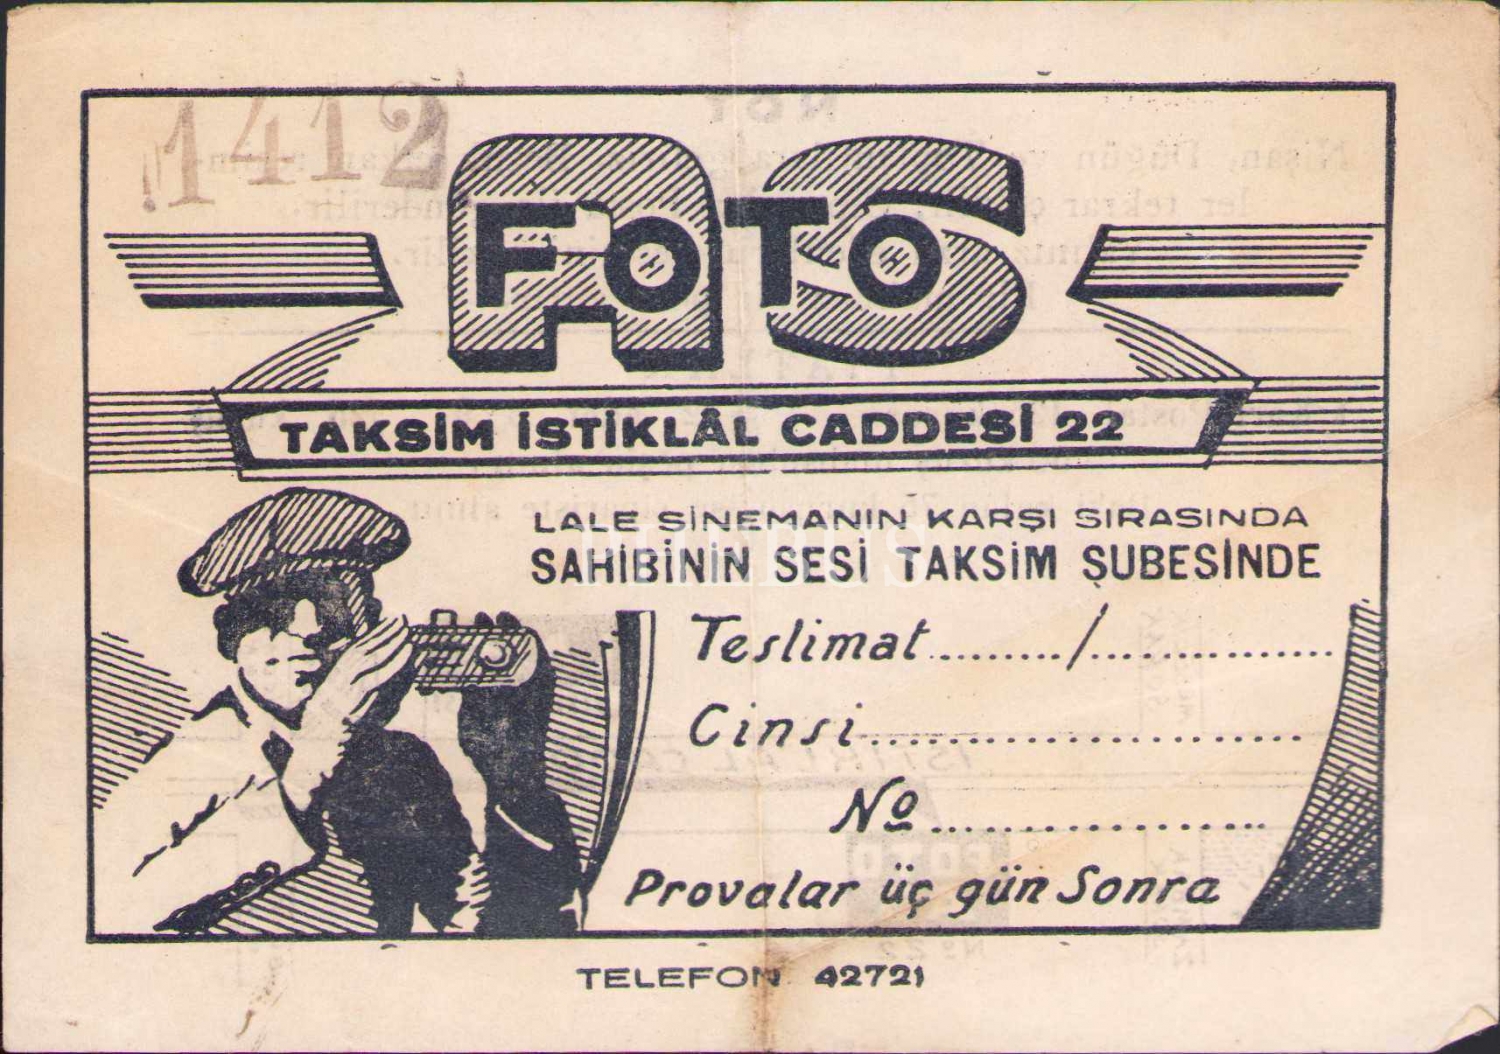 1412
FOTO AS
TAKSİM İSTİKLÂL CADDESİ 22
LALE SİNEMANIN KARŞI SIRASINDA
SAHİBİNİN SESİ TAKSİM ŞUBESİNDE
Teslimat ......../..................
Cinsi ..............................
No ......................
Provalar üç gün Sonra
TELEFON 42721